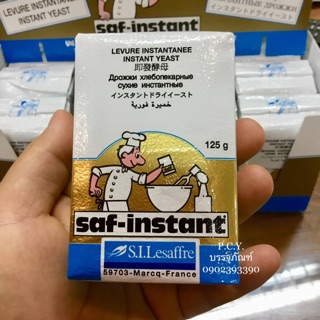 LEVURE INSTANTANEE
INSTANT YEAST
即發酵母
Дрожжи хлебопекарные
сухие инстантные
インスタントドライイースト
خميرة فورية
125 g
saf-instant
S.I.Lesaffre
59703-Marcq-France
P.C.Y.
บรรจุภัณฑ์
0902393390